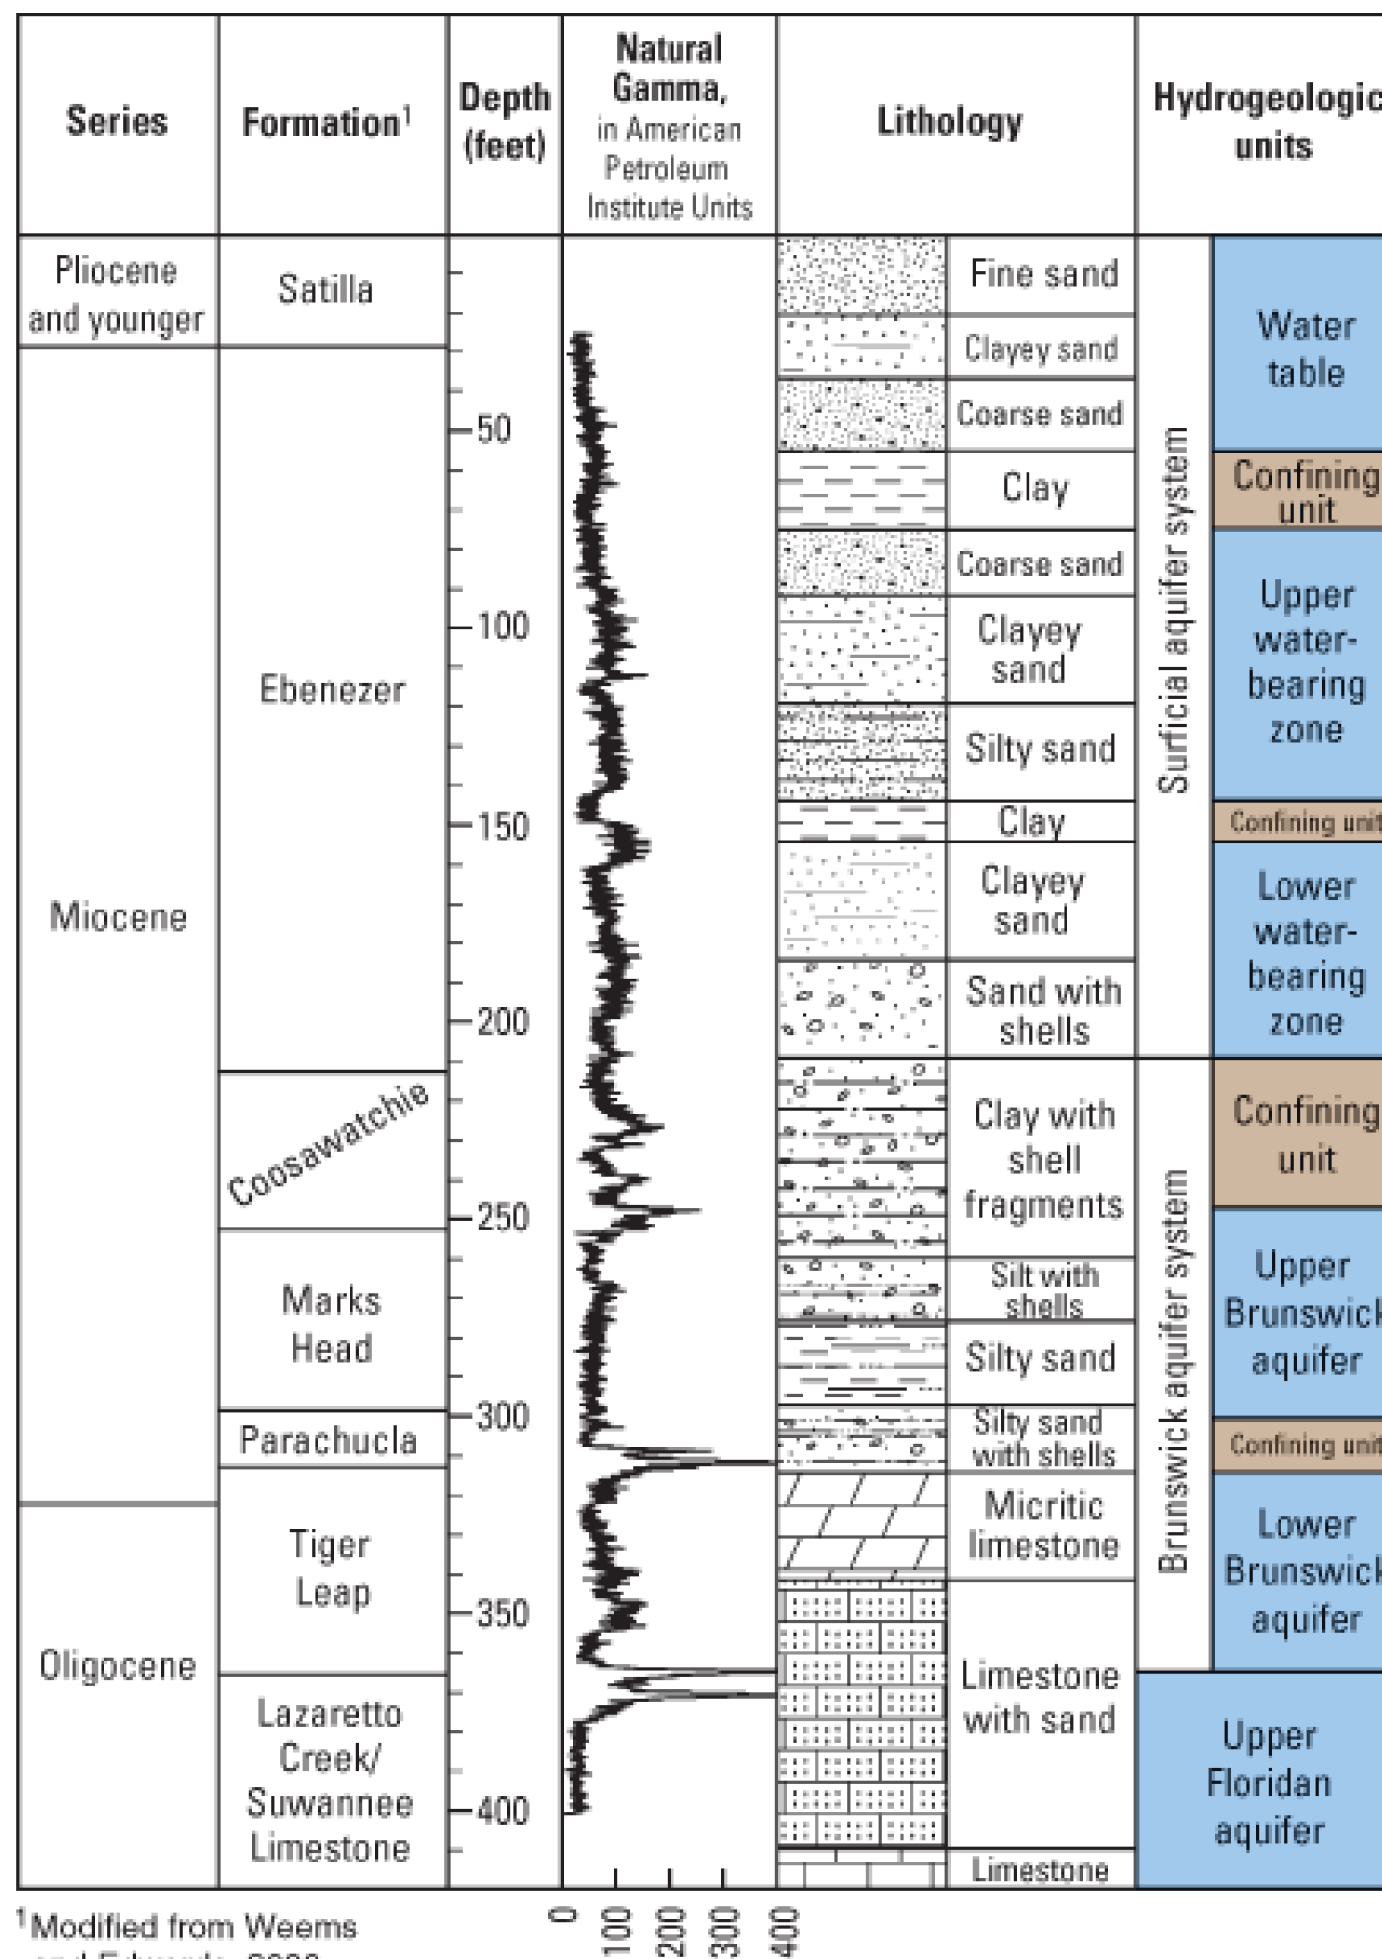 Series
Formation¹
Depth
(feet)
Natural
Gamma,
in American
Petroleum
Institute Units
Lithology
Hydrogeologic
units
Pliocene
and younger
Miocene
Oligocene
Satilla
Ebenezer
Coosawatchie
Marks
Head
Parachucla
Tiger
Leap
Lazaretto
Creek/
Suwannee
Limestone
50
100
150
200
250
300
350
400
0
100
200
300
400
Fine sand
Clayey sand
Coarse sand
Clay
Coarse sand
Clayey
sand
Silty sand
Clay
Clayey
sand
Sand with
shells
Clay with
shell
fragments
Silt with
shells
Silty sand
Silty sand
with shells
Micritic
limestone
Limestone
with sand
Limestone
Surficial aquifer system
Brunswick aquifer system
Water
table
Confining
unit
Upper
water-
bearing
zone
Confining unit
Lower
water-
bearing
zone
Confining
unit
Upper
Brunswick
aquifer
Confining unit
Lower
Brunswick
aquifer
Upper
Floridan
aquifer
¹Modified from Weems